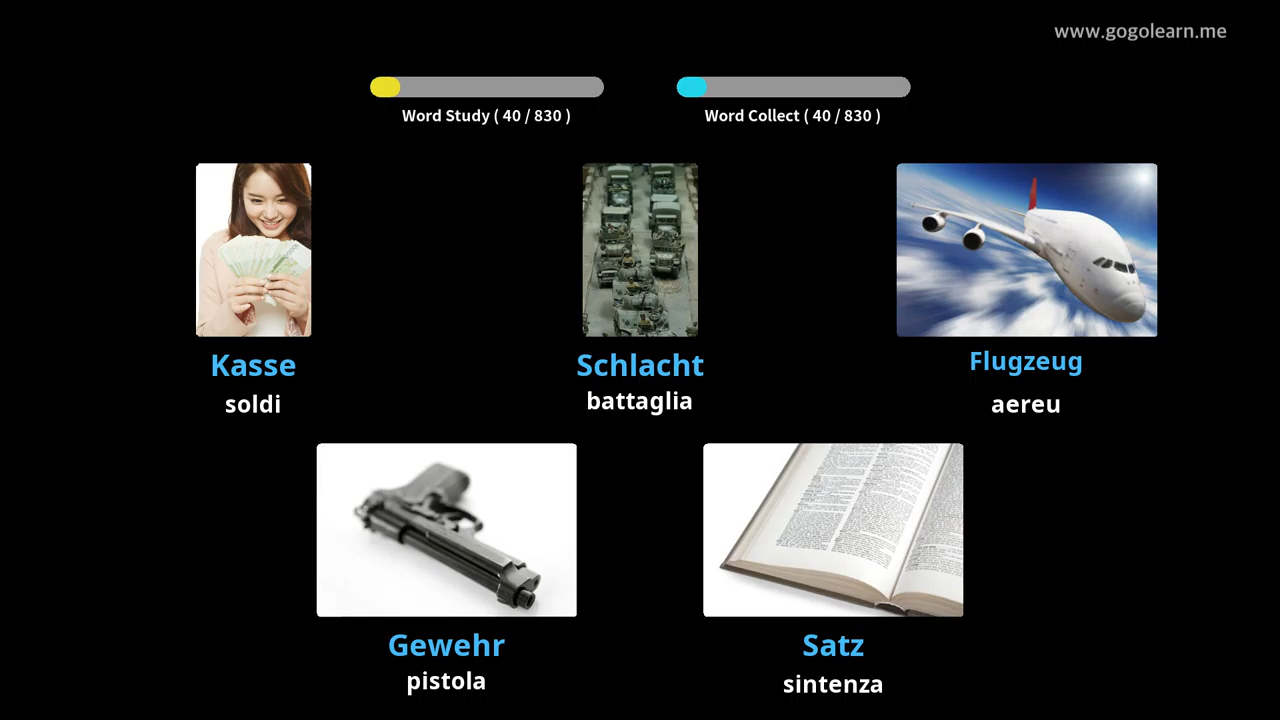 www.gogolearn.me
Word Study ( 40 / 830 )
Word Collect ( 40 / 830 )
Kasse
soldi
Schlacht
battaglia
Flugzeug
aereu
Gewehr
pistola
Satz
sintenza